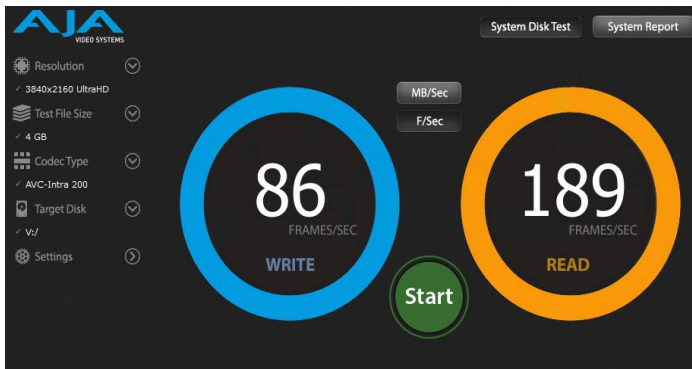 AJA
VIDEO SYSTEMS
System Disk Test
System Report
Resolution
✓ 3840x2160 UltraHD
Test File Size
✓ 4 GB
Codec Type
✓ AVC-Intra 200
Target Disk
✓ V:/
Settings
MB/Sec
F/Sec
86
FRAMES/SEC
WRITE
189
FRAMES/SEC
READ
Start